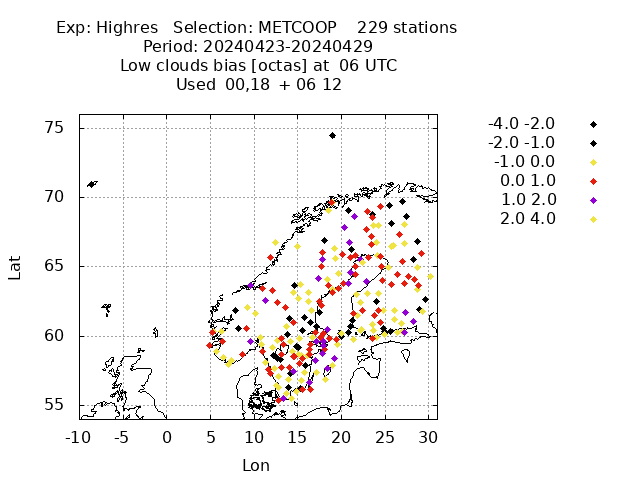 Exp: Highres   Selection: METCOOP    229 stations
Period: 20240423-20240429
Low clouds bias [octas] at  06 UTC
Used  00,18  + 06 12
-4.0 -2.0
-2.0 -1.0
-1.0 0.0
0.0 1.0
1.0 2.0
2.0 4.0
75
70
65
60
55
Lat
-10 -5 0 5 10 15 20 25 30
Lon